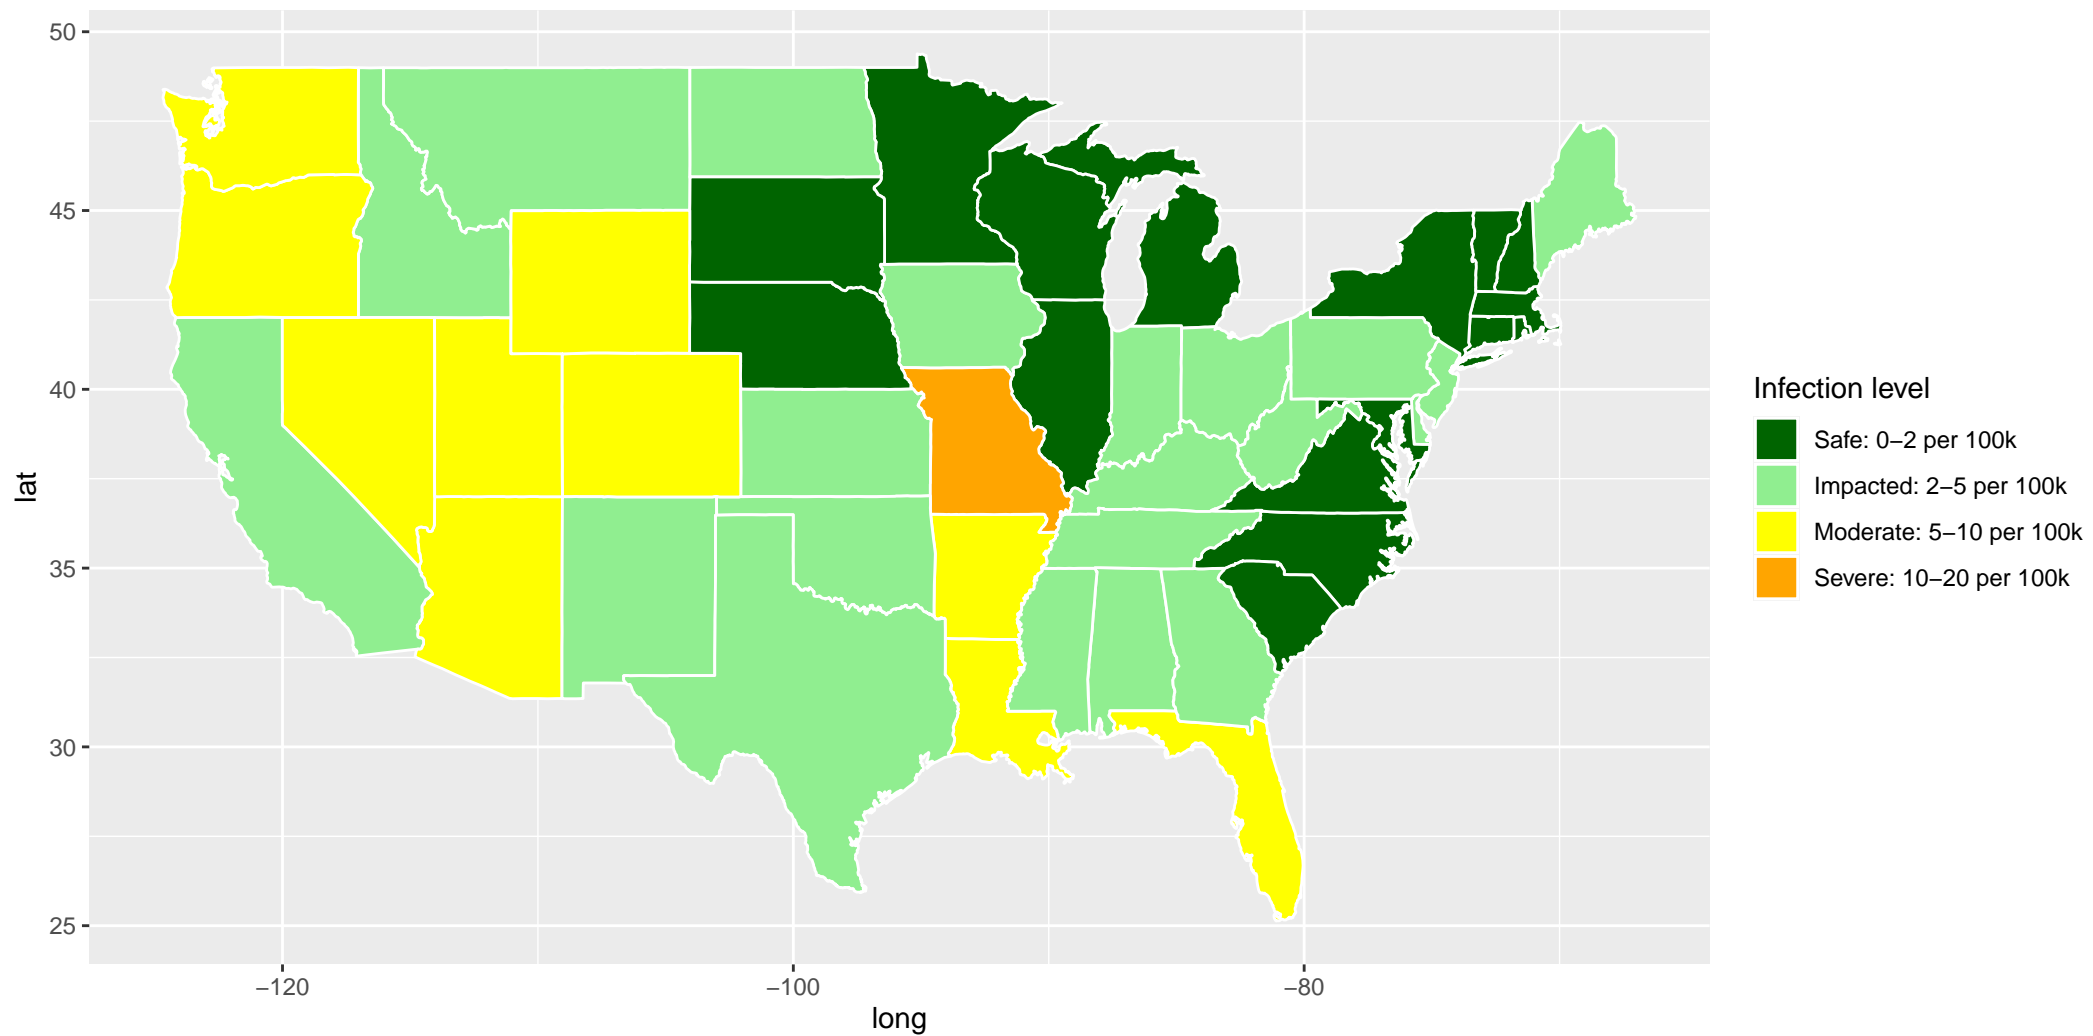 50
45
40
35
30
25
lat
−120
−100
−80
long
Infection level
Safe: 0−2 per 100k
Impacted: 2−5 per 100k
Moderate: 5−10 per 100k
Severe: 10−20 per 100k